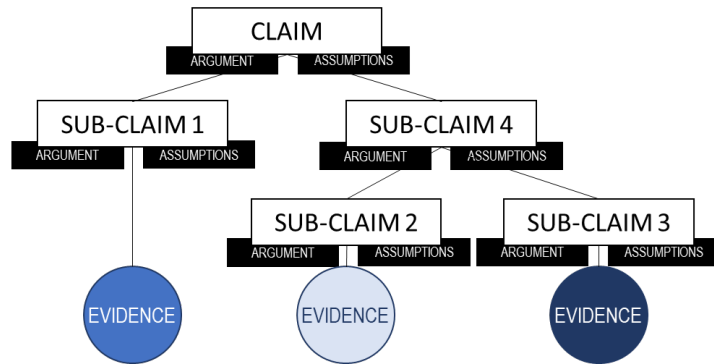 CLAIM
ARGUMENT ASSUMPTIONS
SUB-CLAIM 1 SUB-CLAIM 4
ARGUMENT ASSUMPTIONS ARGUMENT ASSUMPTIONS
SUB-CLAIM 2 SUB-CLAIM 3
ARGUMENT ASSUMPTIONS ARGUMENT ASSUMPTIONS
EVIDENCE EVIDENCE EVIDENCE